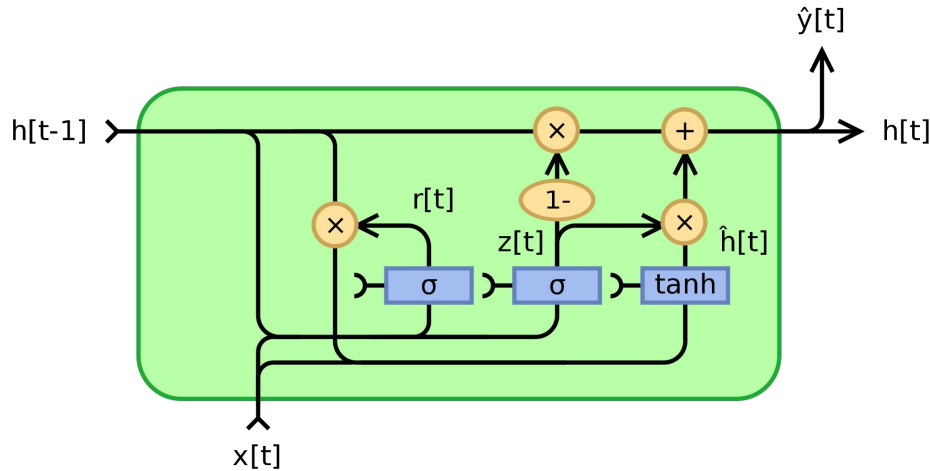 ŷ[t]
h[t-1]
×
+
h[t]
1-
r[t]
×
z[t]
×
ĥ[t]
σ
σ
tanh
x[t]